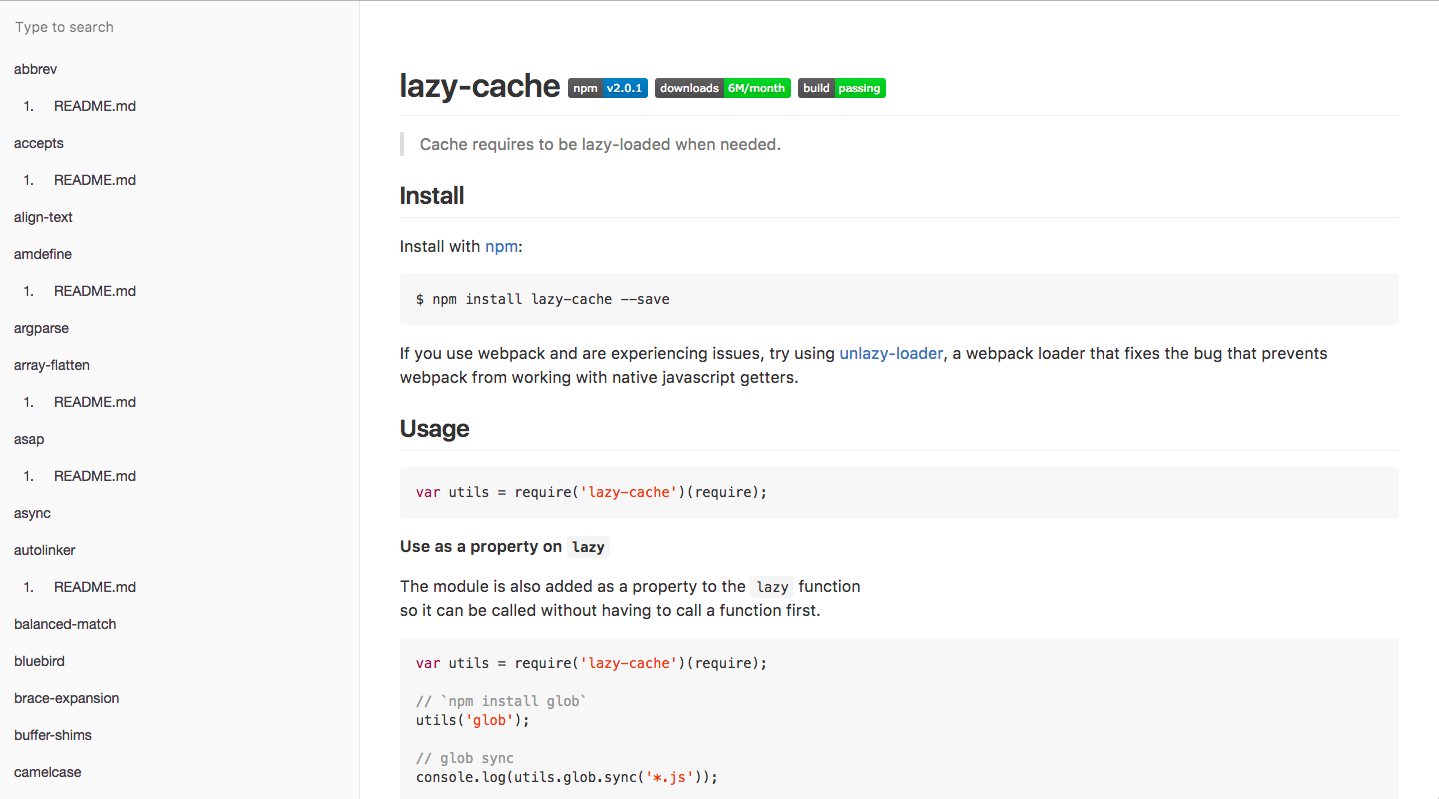 Type to search
abbrev
1. README.md
accepts
1. README.md
align-text
amdefine
1. README.md
argparse
array-flatten
1. README.md
asap
1. README.md
async
autolinker
1. README.md
balanced-match
bluebird
brace-expansion
buffer-shims
camelcase
lazy-cache npm v2.0.1 downloads 6M/month build passing
Cache requires to be lazy-loaded when needed.
Install
Install with npm:
$ npm install lazy-cache --save
If you use webpack and are experiencing issues, try using unlazy-loader, a webpack loader that fixes the bug that prevents
webpack from working with native javascript getters.
Usage
var utils = require('lazy-cache')(require);
Use as a property on lazy
The module is also added as a property to the lazy function
so it can be called without having to call a function first.
var utils = require('lazy-cache')(require);
// `npm install glob`
utils('glob');
// glob sync
console.log(utils.glob.sync('*.js'));